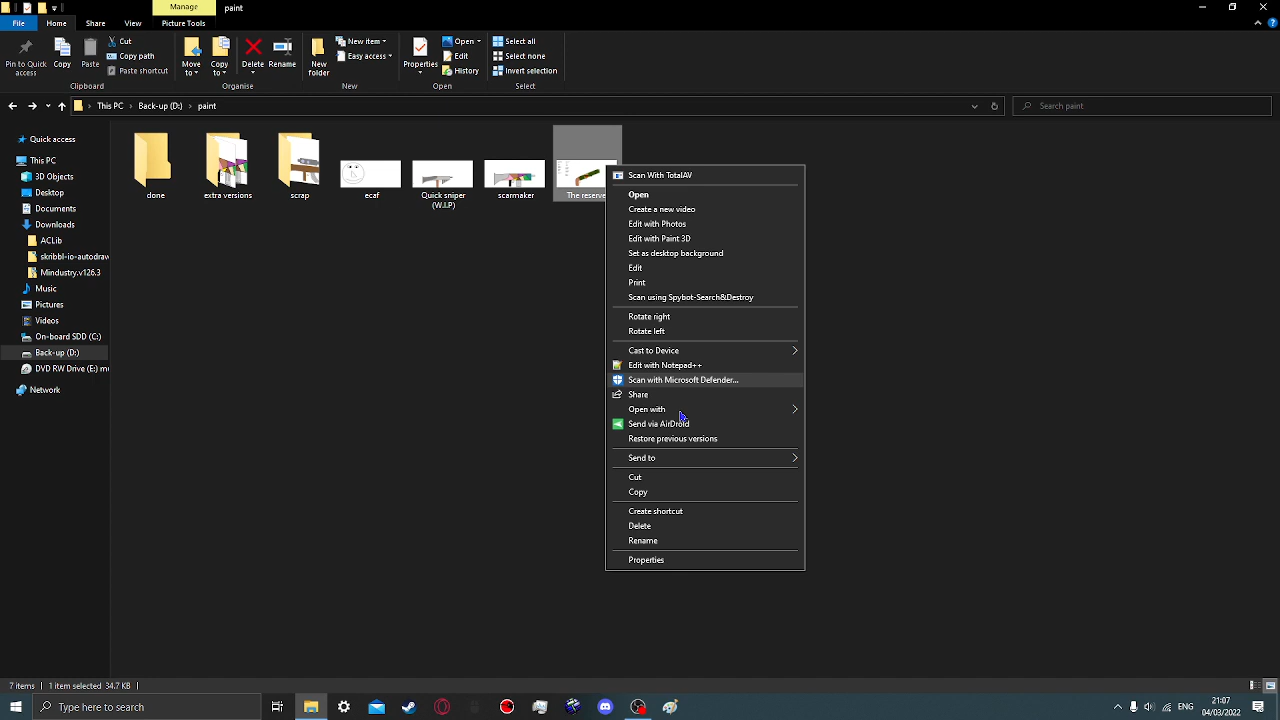 Manage
paint
File
Home
Share
View
Picture Tools
Pin to Quick access
Copy
Paste
Cut
Copy path
Paste shortcut
Clipboard
Move to
Copy to
Delete
Rename
Organise
New folder
New item
Easy access
New
Properties
Open
Edit
History
Open
Select all
Select none
Invert selection
Select
This PC
Back-up (D:)
paint
Search paint
Quick access
This PC
3D Objects
Desktop
Documents
Downloads
ACLib
skribbl-io-autodraw
Mindustry.v126.3
Music
Pictures
Videos
On-board SDD (C:)
Back-up (D:)
DVD RW Drive (E:)
Network
done
extra versions
scrap
ecaf
Quick sniper
(W.I.P)
scarmaker
The reserve
Scan With TotalAV
Open
Create a new video
Edit with Photos
Edit with Paint 3D
Set as desktop background
Edit
Print
Scan using Spybot-Search&Destroy
Rotate right
Rotate left
Cast to Device
Edit with Notepad++
Scan with Microsoft Defender...
Share
Open with
Send via AirDroid
Restore previous versions
Send to
Cut
Copy
Create shortcut
Delete
Rename
Properties
7 items
1 item selected 34.7 KB
Type here to search
ENG
21:07
04/03/2022